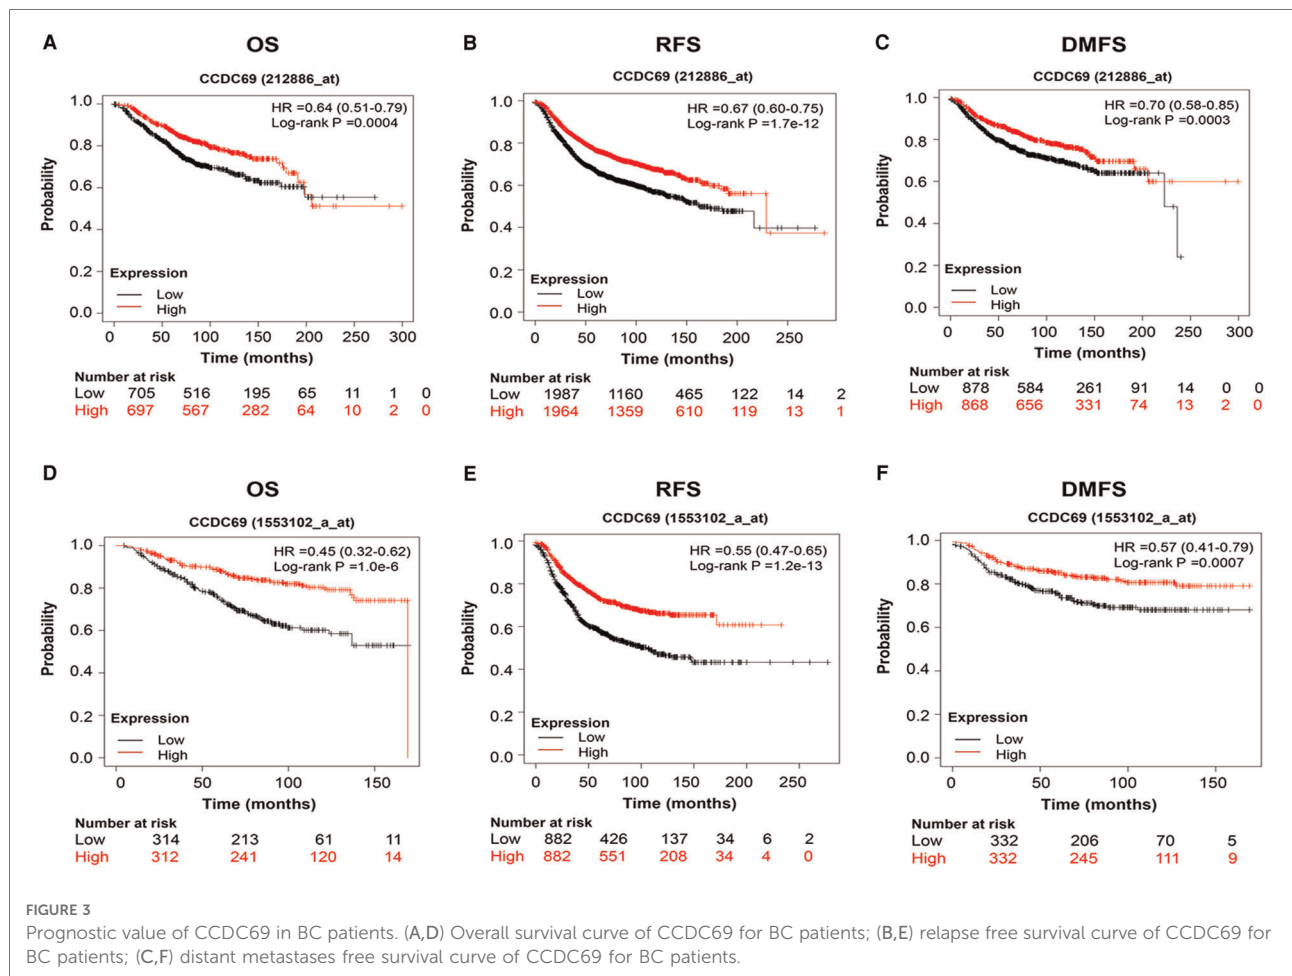 A OS
CCDC69 (212886_at)
HR =0.64 (0.51-0.79)
Log-rank P =0.0004
Probability
1.0
0.8
0.6
0.4
0.2
0.0
Expression
Low
High
0 50 100 150 200 250 300
Time (months)
Number at risk
Low 705 516 195 65 11 1 0
High 697 567 282 64 10 2 0
B RFS
CCDC69 (212886_at)
HR =0.67 (0.60-0.75)
Log-rank P =1.7e-12
Probability
1.0
0.8
0.6
0.4
0.2
0.0
Expression
Low
High
0 50 100 150 200 250
Time (months)
Number at risk
Low 1987 1160 465 122 14 2
High 1964 1359 610 119 13 1
C DMFS
CCDC69 (212886_at)
HR =0.70 (0.58-0.85)
Log-rank P =0.0003
Probability
1.0
0.8
0.6
0.4
0.2
0.0
Expression
Low
High
0 50 100 150 200 250 300
Time (months)
Number at risk
Low 878 584 261 91 14 0 0
High 868 656 331 74 13 2 0
D OS
CCDC69 (1553102_a_at)
HR =0.45 (0.32-0.62)
Log-rank P =1.0e-6
Probability
1.0
0.8
0.6
0.4
0.2
0.0
Expression
Low
High
0 50 100 150
Time (months)
Number at risk
Low 314 213 61 11
High 312 241 120 14
E RFS
CCDC69 (1553102_a_at)
HR =0.55 (0.47-0.65)
Log-rank P =1.2e-13
Probability
1.0
0.8
0.6
0.4
0.2
0.0
Expression
Low
High
0 50 100 150 200 250
Time (months)
Number at risk
Low 882 426 137 34 6 2
High 882 551 208 34 4 0
F DMFS
CCDC69 (1553102_a_at)
HR =0.57 (0.41-0.79)
Log-rank P =0.0007
Probability
1.0
0.8
0.6
0.4
0.2
0.0
Expression
Low
High
0 50 100 150
Time (months)
Number at risk
Low 332 206 70 5
High 332 245 111 9
FIGURE 3
Prognostic value of CCDC69 in BC patients. (A,D) Overall survival curve of CCDC69 for BC patients; (B,E) relapse free survival curve of CCDC69 for
BC patients; (C,F) distant metastases free survival curve of CCDC69 for BC patients.